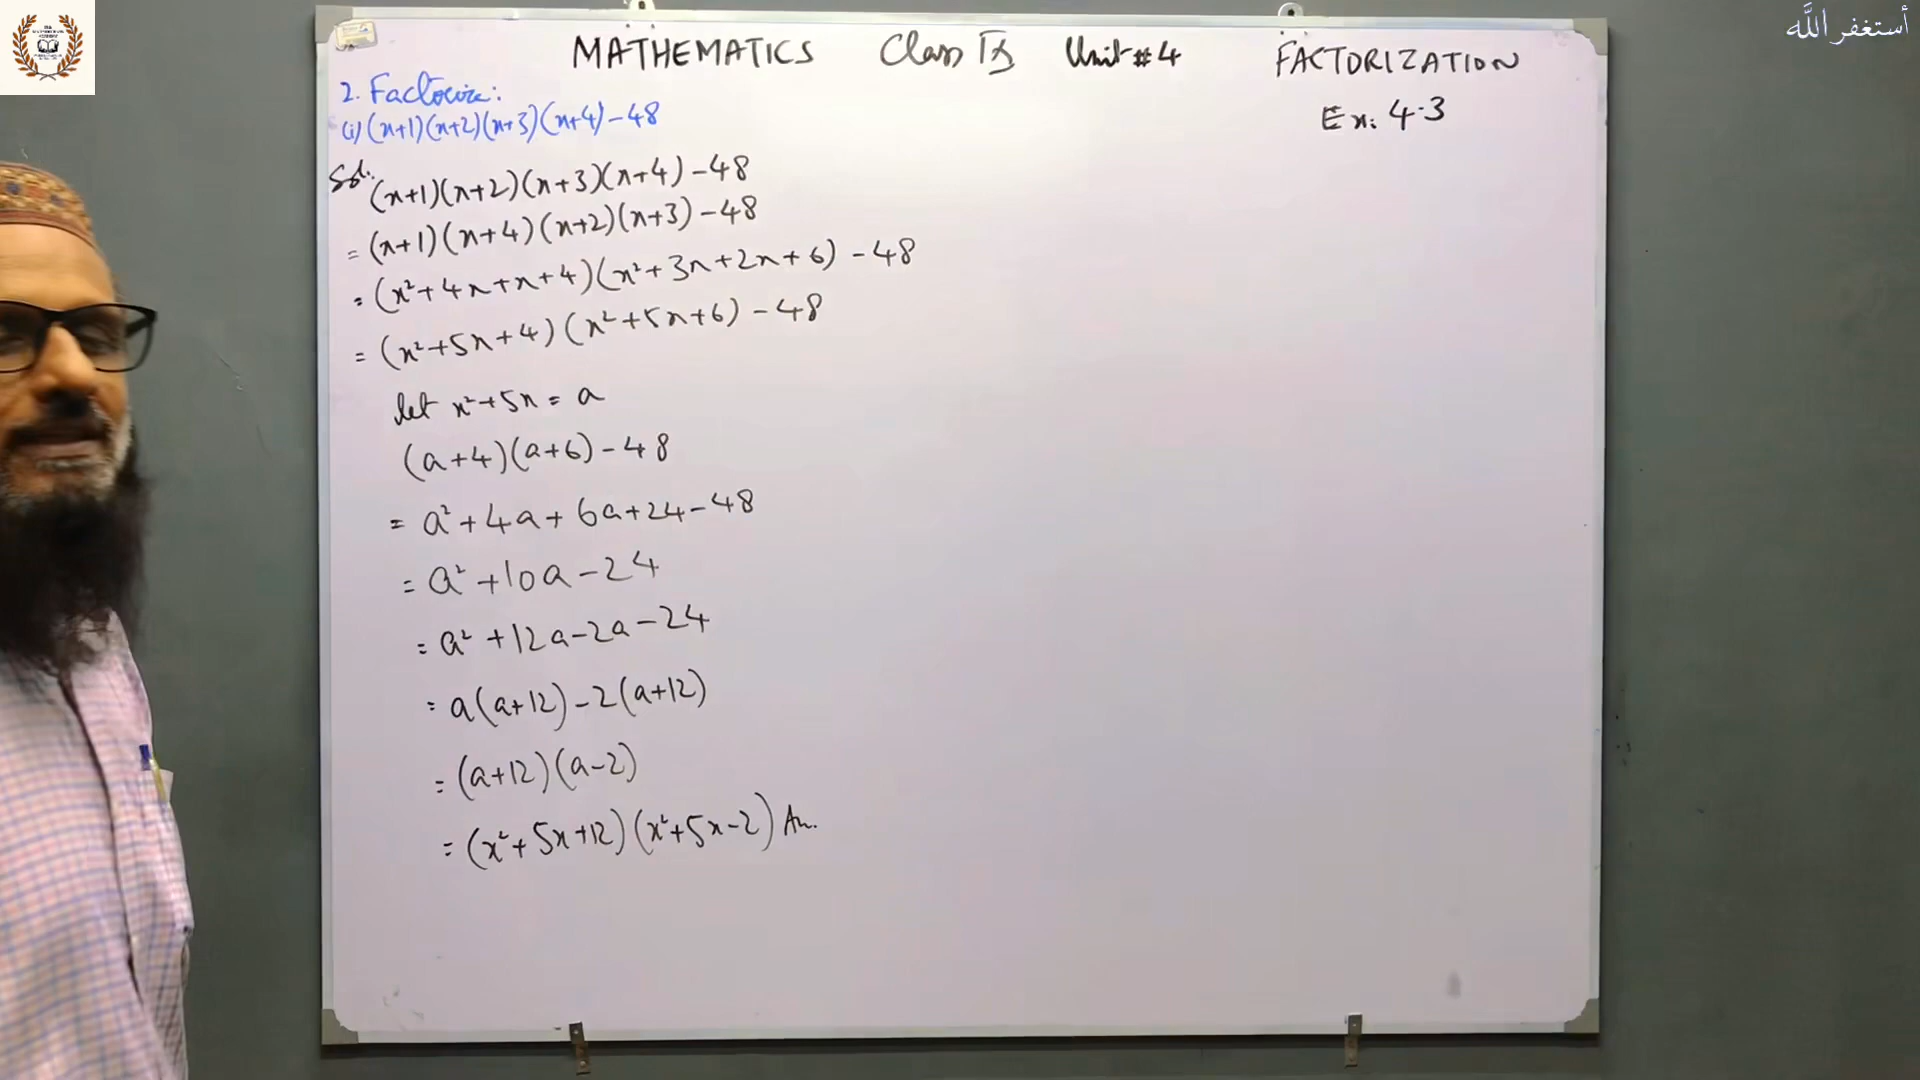 MATHEMATICS Class IX Unit #4 FACTORIZATION
Ex: 4.3
أستغفر الله
2. Factorize:
(i) (x+1)(x+2)(x+3)(x+4)-48
Sol. (x+1)(x+2)(x+3)(x+4)-48
= (x+1)(x+4)(x+2)(x+3)-48
= (x²+4x+x+4)(x²+3x+2x+6)-48
= (x²+5x+4)(x²+5x+6)-48
let x²+5x = a
(a+4)(a+6)-48
= a²+4a+6a+24-48
= a²+10a-24
= a²+12a-2a-24
= a(a+12)-2(a+12)
= (a+12)(a-2)
= (x²+5x+12)(x²+5x-2) An.